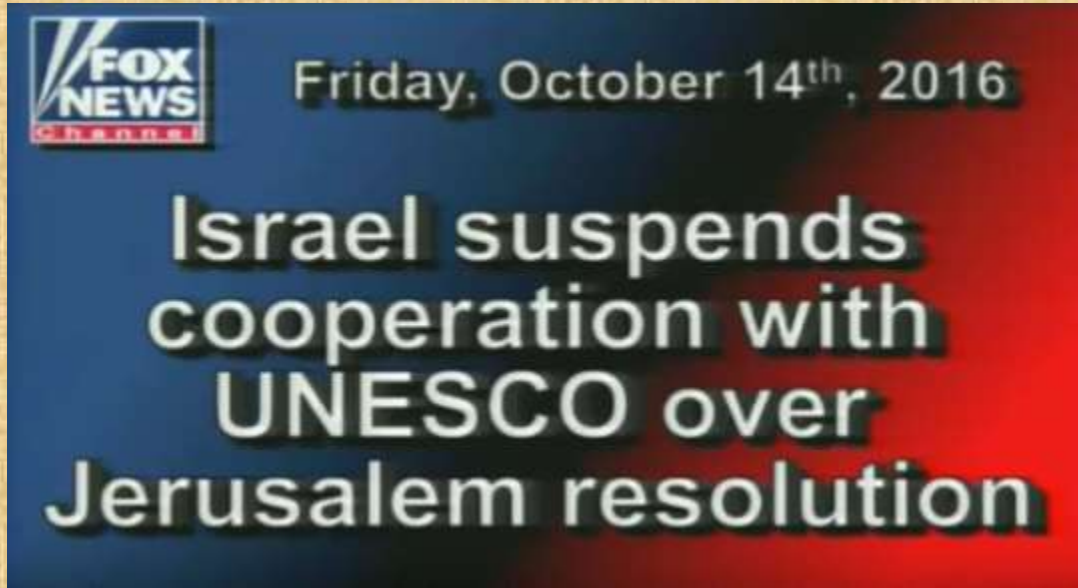 FOX
NEWS
Channel
Friday, October 14th, 2016
Israel suspends
cooperation with
UNESCO over
Jerusalem resolution